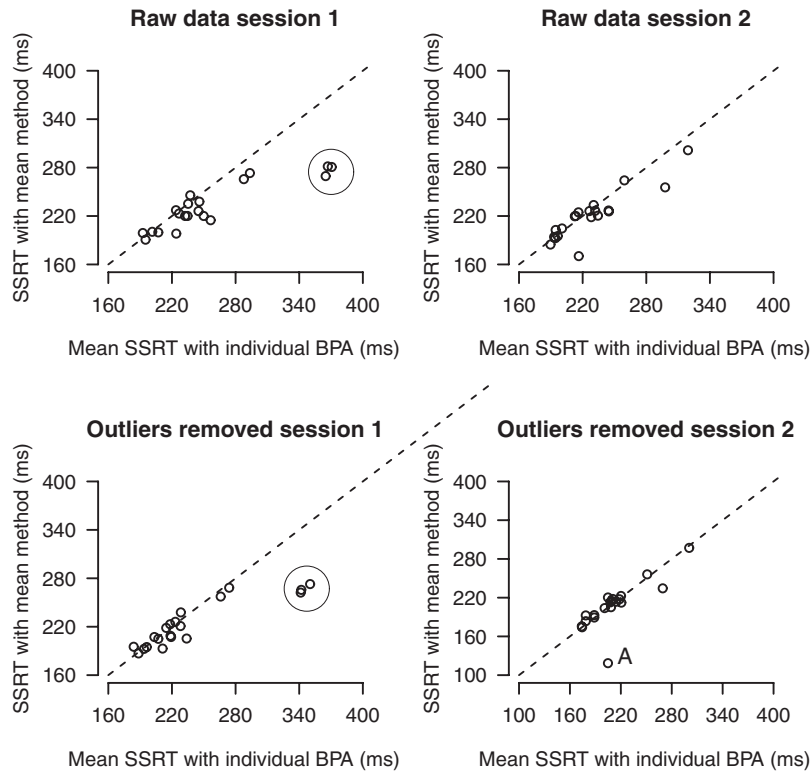 Raw data session 1
SSRT with mean method (ms)
400
340
280
220
160
160 220 280 340 400
Mean SSRT with individual BPA (ms)
Raw data session 2
SSRT with mean method (ms)
400
340
280
220
160
160 220 280 340 400
Mean SSRT with individual BPA (ms)
Outliers removed session 1
SSRT with mean method (ms)
400
340
280
220
160
160 220 280 340 400
Mean SSRT with individual BPA (ms)
Outliers removed session 2
SSRT with mean method (ms)
400
340
280
220
160
100
A
100 160 220 280 340 400
Mean SSRT with individual BPA (ms)